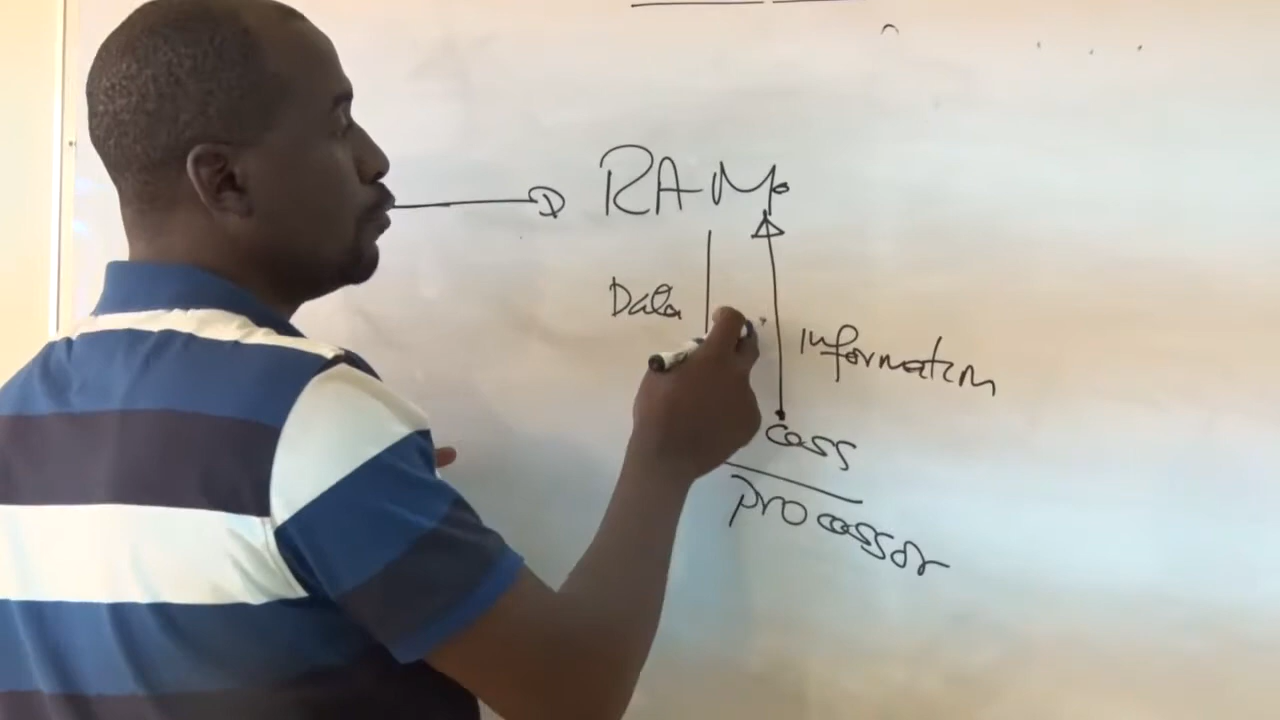 RAM
Data
Information
cess
processor